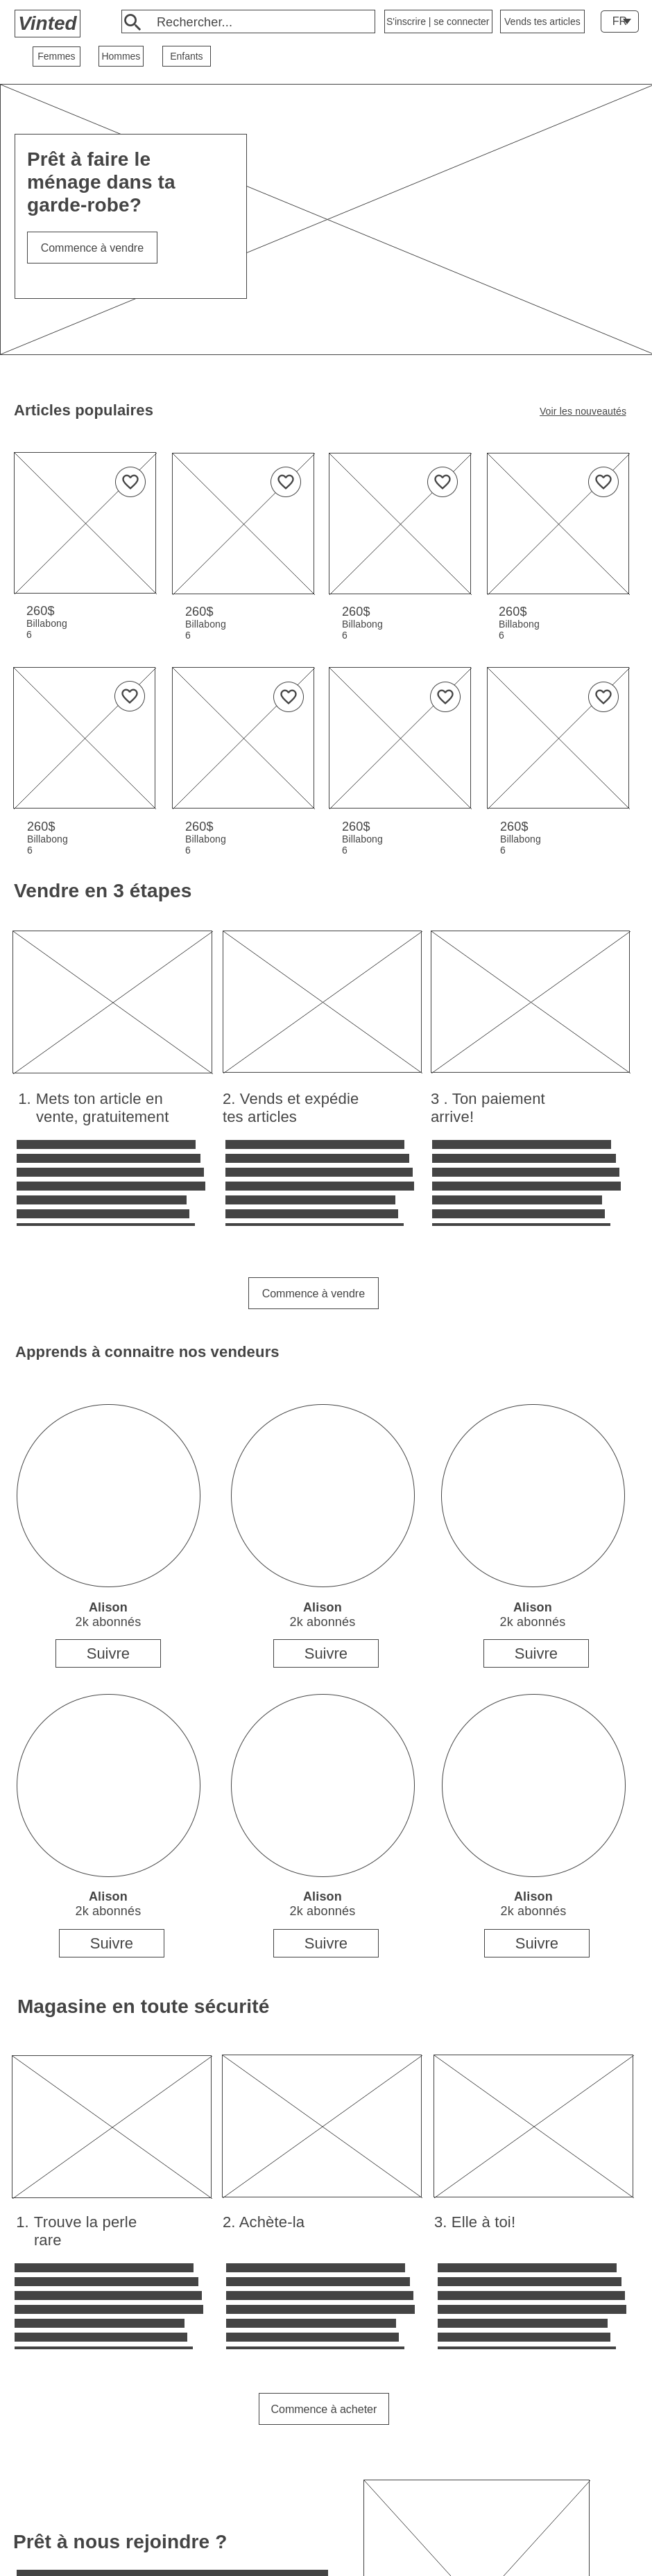 Vinted
Rechercher...
S'inscrire | se connecter
Vends tes articles
FR
Femmes
Hommes
Enfants
Prêt à faire le
ménage dans ta
garde-robe?
Commence à vendre
Articles populaires
Voir les nouveautés
260$
Billabong
6
260$
Billabong
6
260$
Billabong
6
260$
Billabong
6
260$
Billabong
6
260$
Billabong
6
260$
Billabong
6
260$
Billabong
6
Vendre en 3 étapes
1. Mets ton article en
vente, gratuitement
2. Vends et expédie
tes articles
3 . Ton paiement
arrive!
Commence à vendre
Apprends à connaitre nos vendeurs
Alison
2k abonnés
Suivre
Alison
2k abonnés
Suivre
Alison
2k abonnés
Suivre
Alison
2k abonnés
Suivre
Alison
2k abonnés
Suivre
Alison
2k abonnés
Suivre
Magasine en toute sécurité
1. Trouve la perle
rare
2. Achète-la
3. Elle à toi!
Commence à acheter
Prêt à nous rejoindre ?